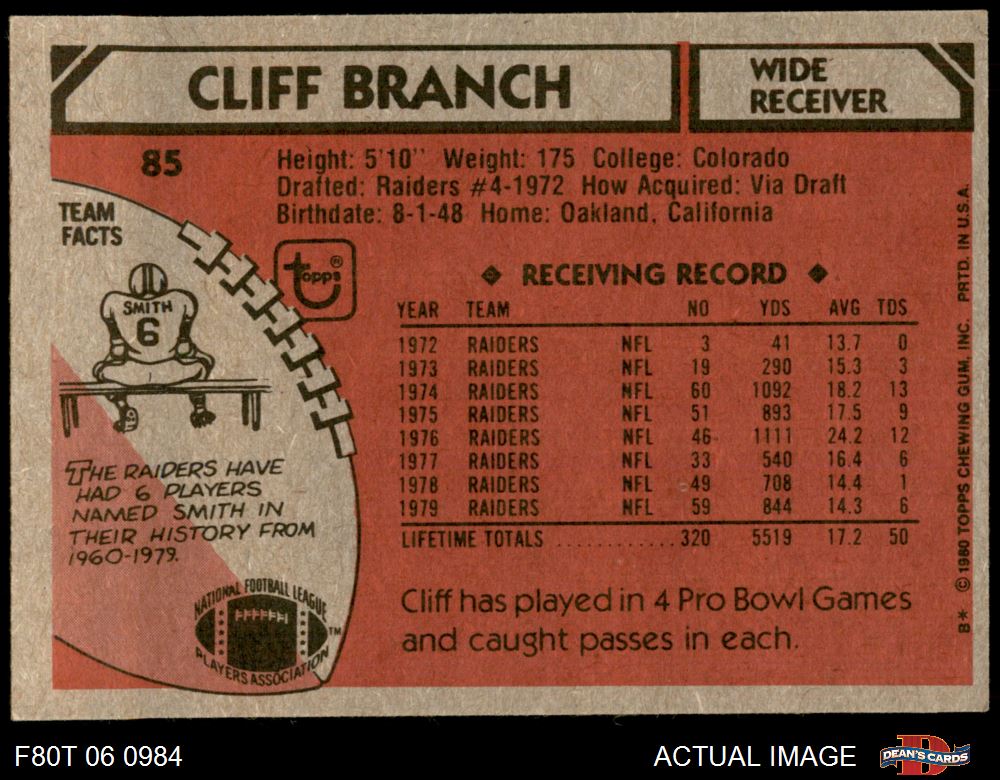 CLIFF BRANCH
WIDE RECEIVER
85
Height: 5'10" Weight: 175 College: Colorado
Drafted: Raiders #4-1972 How Acquired: Via Draft
Birthdate: 8-1-48 Home: Oakland, California
TEAM FACTS
SMITH
6
THE RAIDERS HAVE
HAD 6 PLAYERS
NAMED SMITH IN
THEIR HISTORY FROM
1960-1979.
topps®
◆ RECEIVING RECORD ◆
YEAR TEAM NO YDS AVG TDS
1972 RAIDERS NFL 3 41 13.7 0
1973 RAIDERS NFL 19 290 15.3 3
1974 RAIDERS NFL 60 1092 18.2 13
1975 RAIDERS NFL 51 893 17.5 9
1976 RAIDERS NFL 46 1111 24.2 12
1977 RAIDERS NFL 33 540 16.4 6
1978 RAIDERS NFL 49 708 14.4 1
1979 RAIDERS NFL 59 844 14.3 6
LIFETIME TOTALS ............ 320 5519 17.2 50
Cliff has played in 4 Pro Bowl Games
and caught passes in each.
NATIONAL FOOTBALL LEAGUE
PLAYERS ASSOCIATION
TM
B* © 1980 TOPPS CHEWING GUM, INC. PRTD. IN U.S.A.
F80T 06 0984
ACTUAL IMAGE
D
DEAN'S CARDS